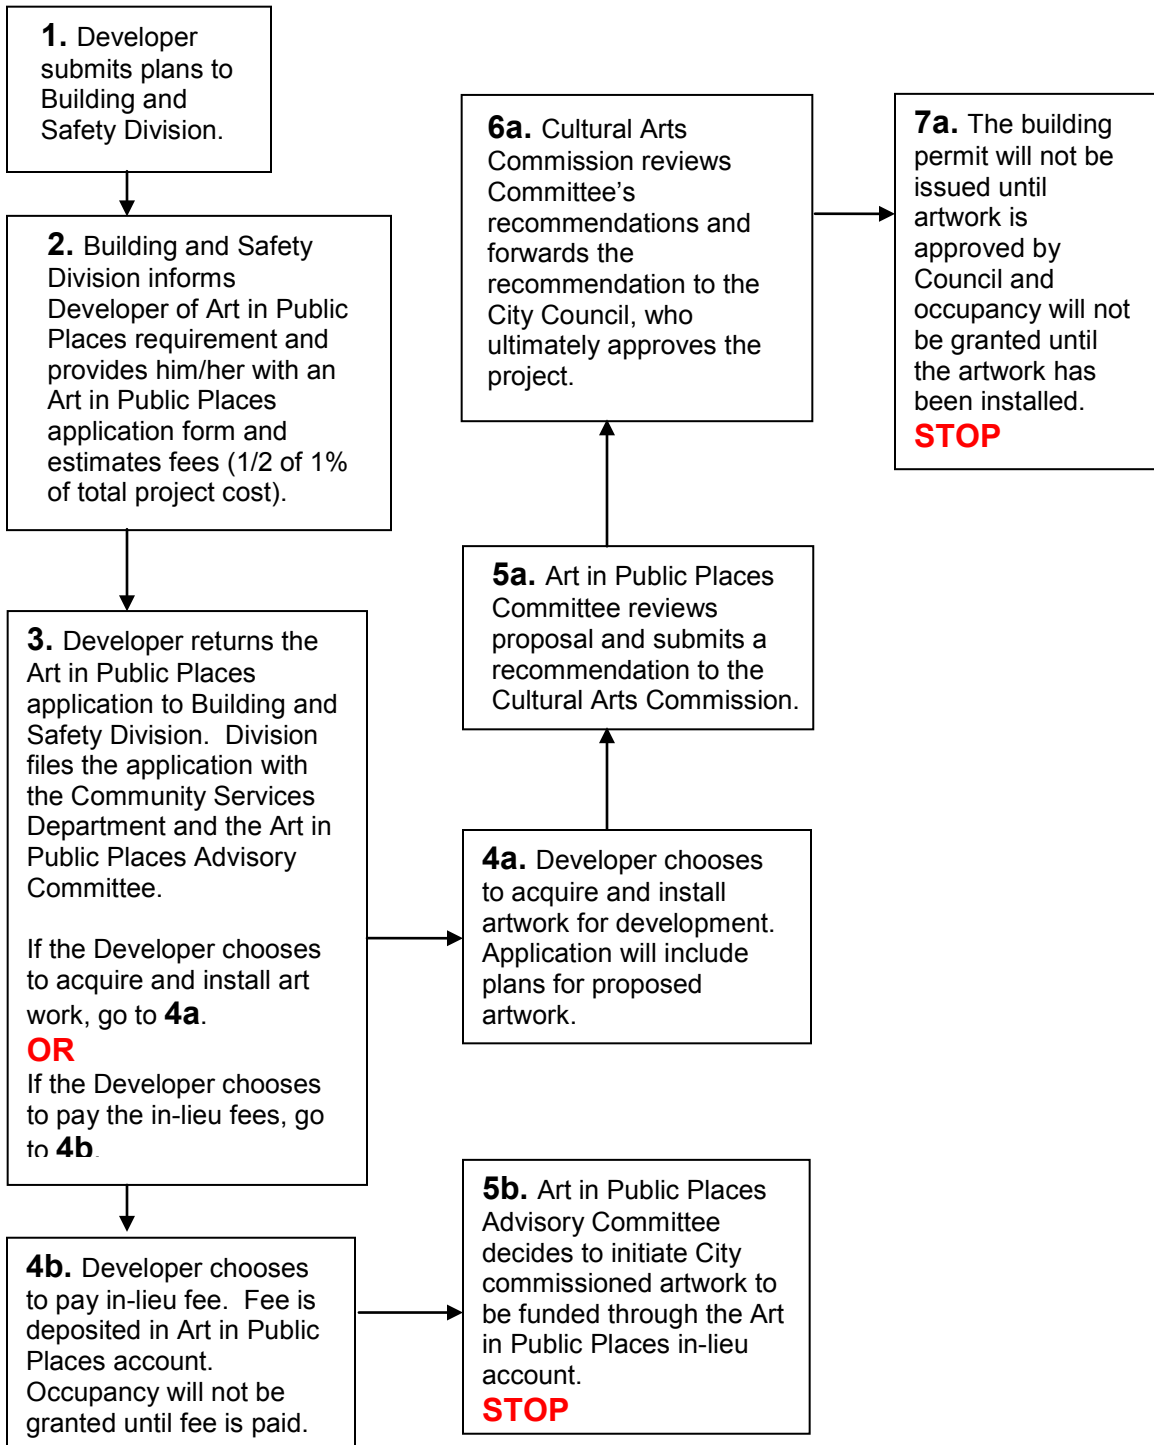 1. Developer
submits plans to
Building and
Safety Division.
2. Building and Safety
Division informs
Developer of Art in Public
Places requirement and
provides him/her with an
Art in Public Places
application form and
estimates fees (1/2 of 1%
of total project cost).
3. Developer returns the
Art in Public Places
application to Building and
Safety Division. Division
files the application with
the Community Services
Department and the Art in
Public Places Advisory
Committee.
If the Developer chooses
to acquire and install art
work, go to 4a.
OR
If the Developer chooses
to pay the in-lieu fees, go
to 4b.
4a. Developer chooses
to acquire and install
artwork for development.
Application will include
plans for proposed
artwork.
5a. Art in Public Places
Committee reviews
proposal and submits a
recommendation to the
Cultural Arts Commission.
6a. Cultural Arts
Commission reviews
Committee’s
recommendations and
forwards the
recommendation to the
City Council, who
ultimately approves the
project.
7a. The building
permit will not be
issued until
artwork is
approved by
Council and
occupancy will not
be granted until
the artwork has
been installed.
STOP
4b. Developer chooses
to pay in-lieu fee. Fee is
deposited in Art in Public
Places account.
Occupancy will not be
granted until fee is paid.
5b. Art in Public Places
Advisory Committee
decides to initiate City
commissioned artwork to
be funded through the Art
in Public Places in-lieu
account.
STOP